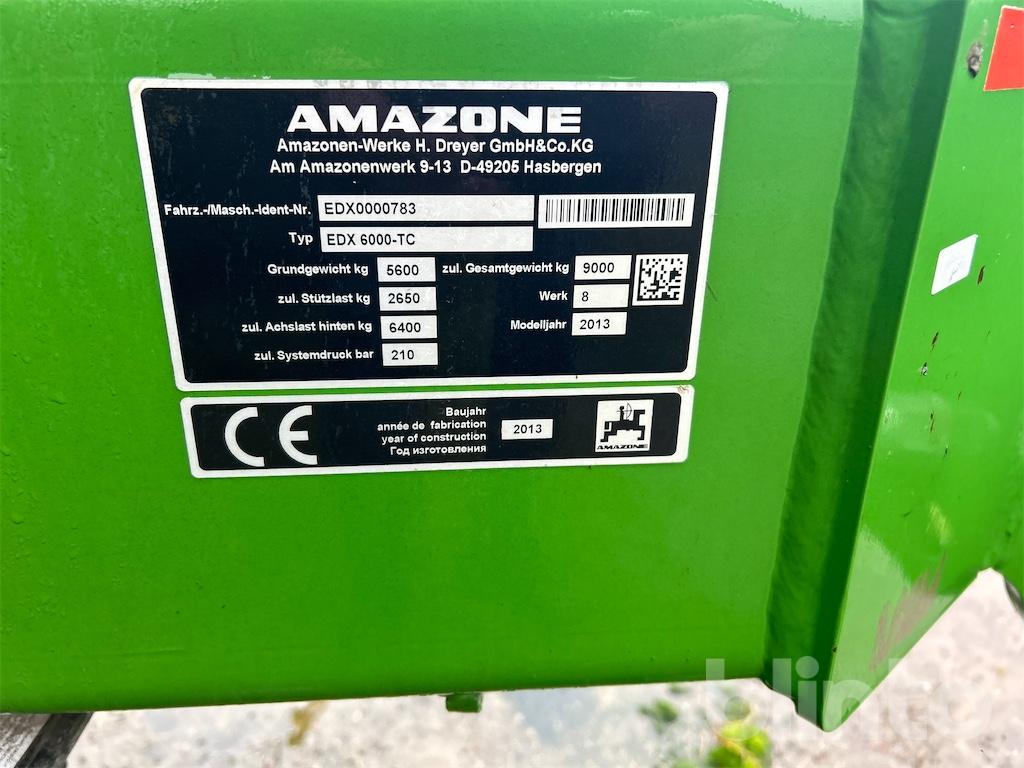 AMAZONE
Amazonen-Werke H. Dreyer GmbH&Co.KG
Am Amazonenwerk 9-13 D-49205 Hasbergen
Fahrz.-/Masch.-Ident-Nr. EDX0000783
Typ EDX 6000-TC
Grundgewicht kg 5600 zul. Gesamtgewicht kg 9000
zul. Stützlast kg 2650 Werk 8
zul. Achslast hinten kg 6400 Modelljahr 2013
zul. Systemdruck bar 210
CE
Baujahr
année de fabrication
year of construction 2013
Год изготовления
AMAZONE
blinto